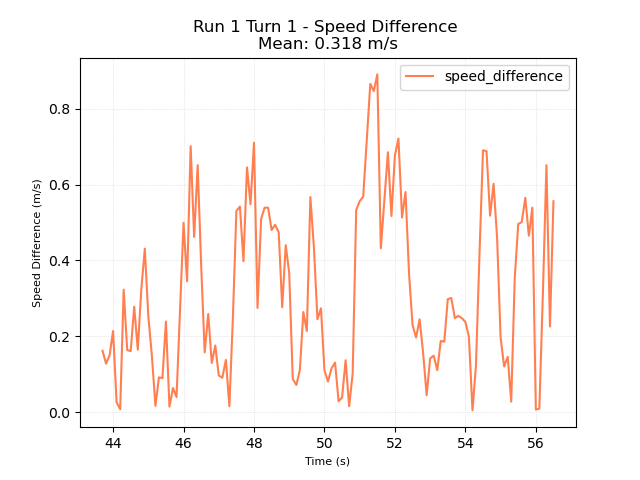 Run 1 Turn 1 - Speed Difference
Mean: 0.318 m/s
speed_difference
0.8
0.6
0.4
0.2
0.0
Speed Difference (m/s)
44 46 48 50 52 54 56
Time (s)